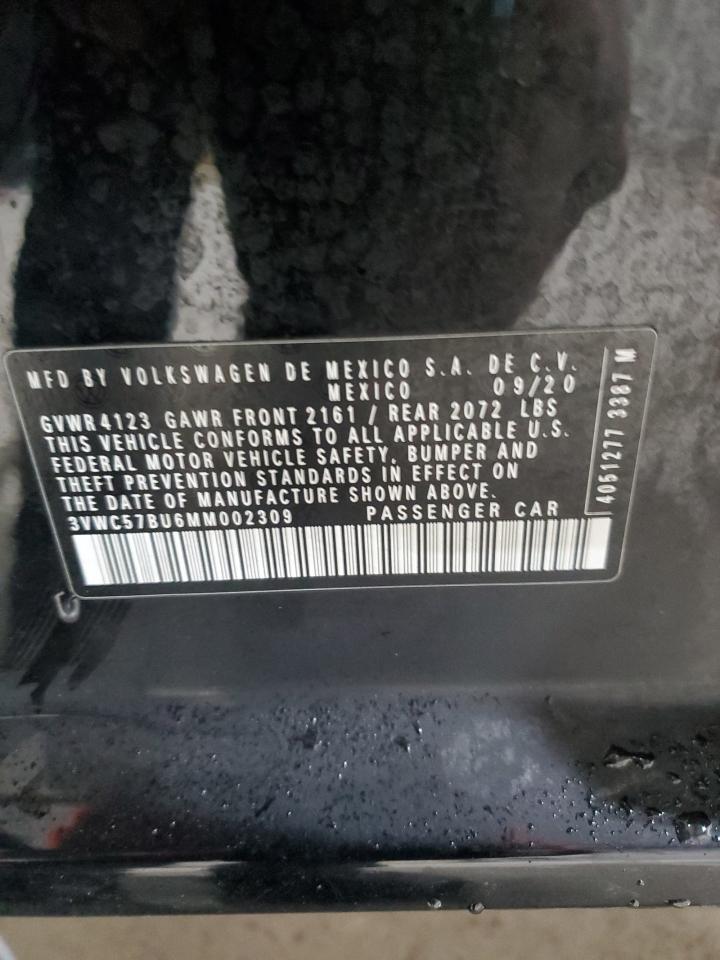 MFD BY VOLKSWAGEN DE MEXICO S.A. DE C.V.
MEXICO 09/20
GVWR 4123 GAWR FRONT 2161 / REAR 2072 LBS
THIS VEHICLE CONFORMS TO ALL APPLICABLE U.S.
FEDERAL MOTOR VEHICLE SAFETY, BUMPER AND
THEFT PREVENTION STANDARDS IN EFFECT ON
THE DATE OF MANUFACTURE SHOWN ABOVE.
3VWC57BU6MM002309 PASSENGER CAR
4051277 3387 M